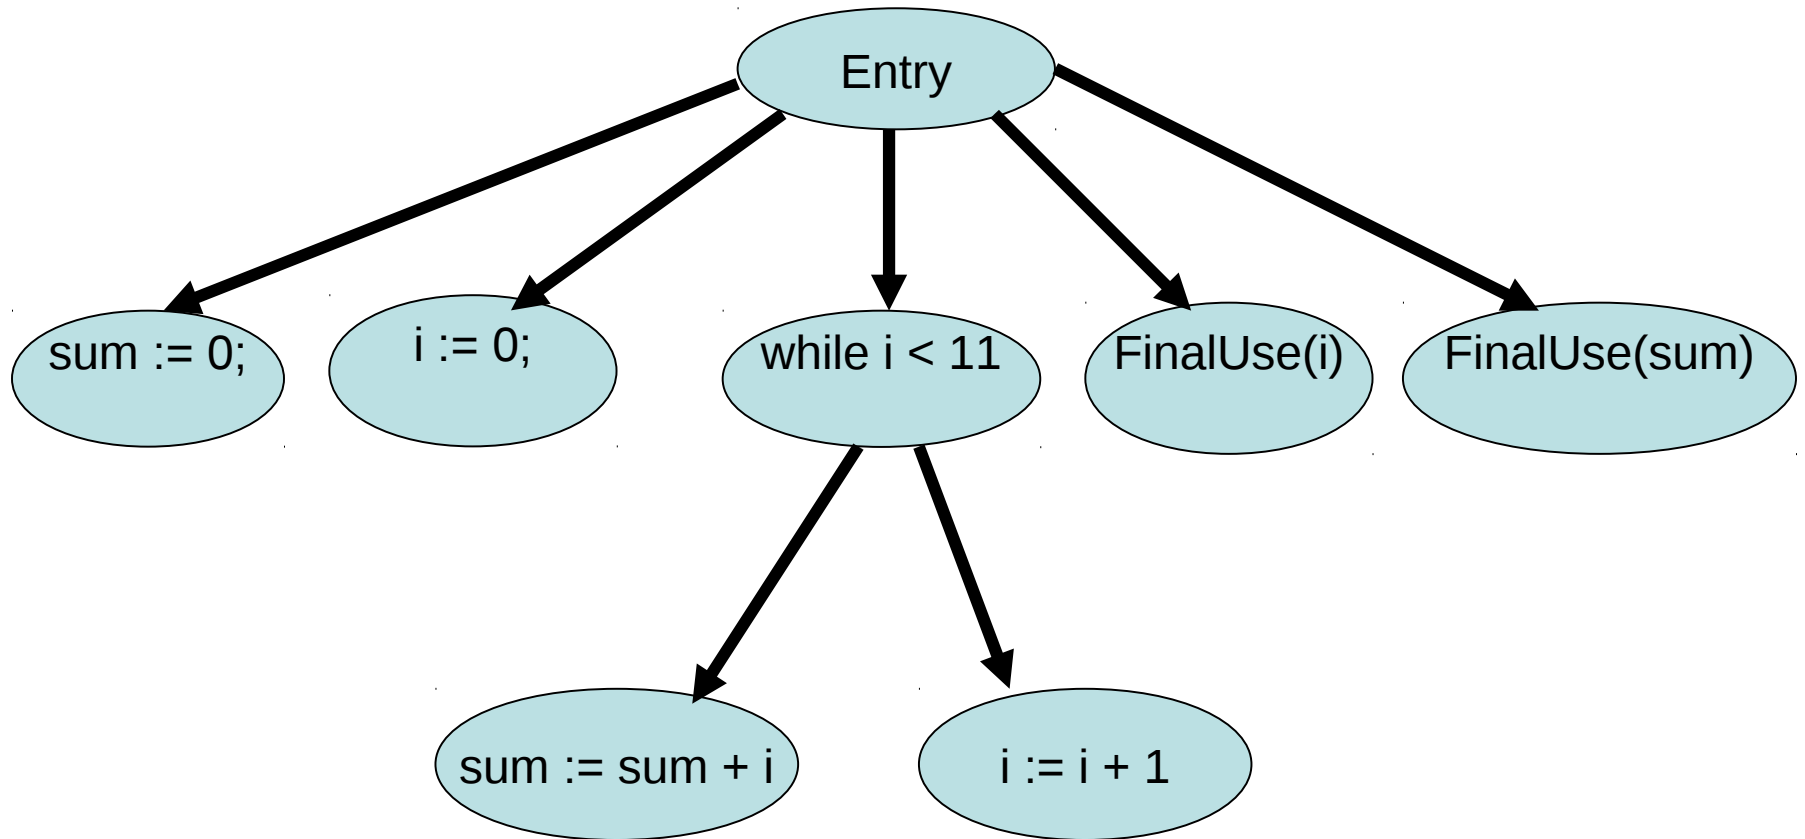 Entry
sum := 0;
i := 0;
while i < 11
FinalUse(i)
FinalUse(sum)
sum := sum + i
i := i + 1